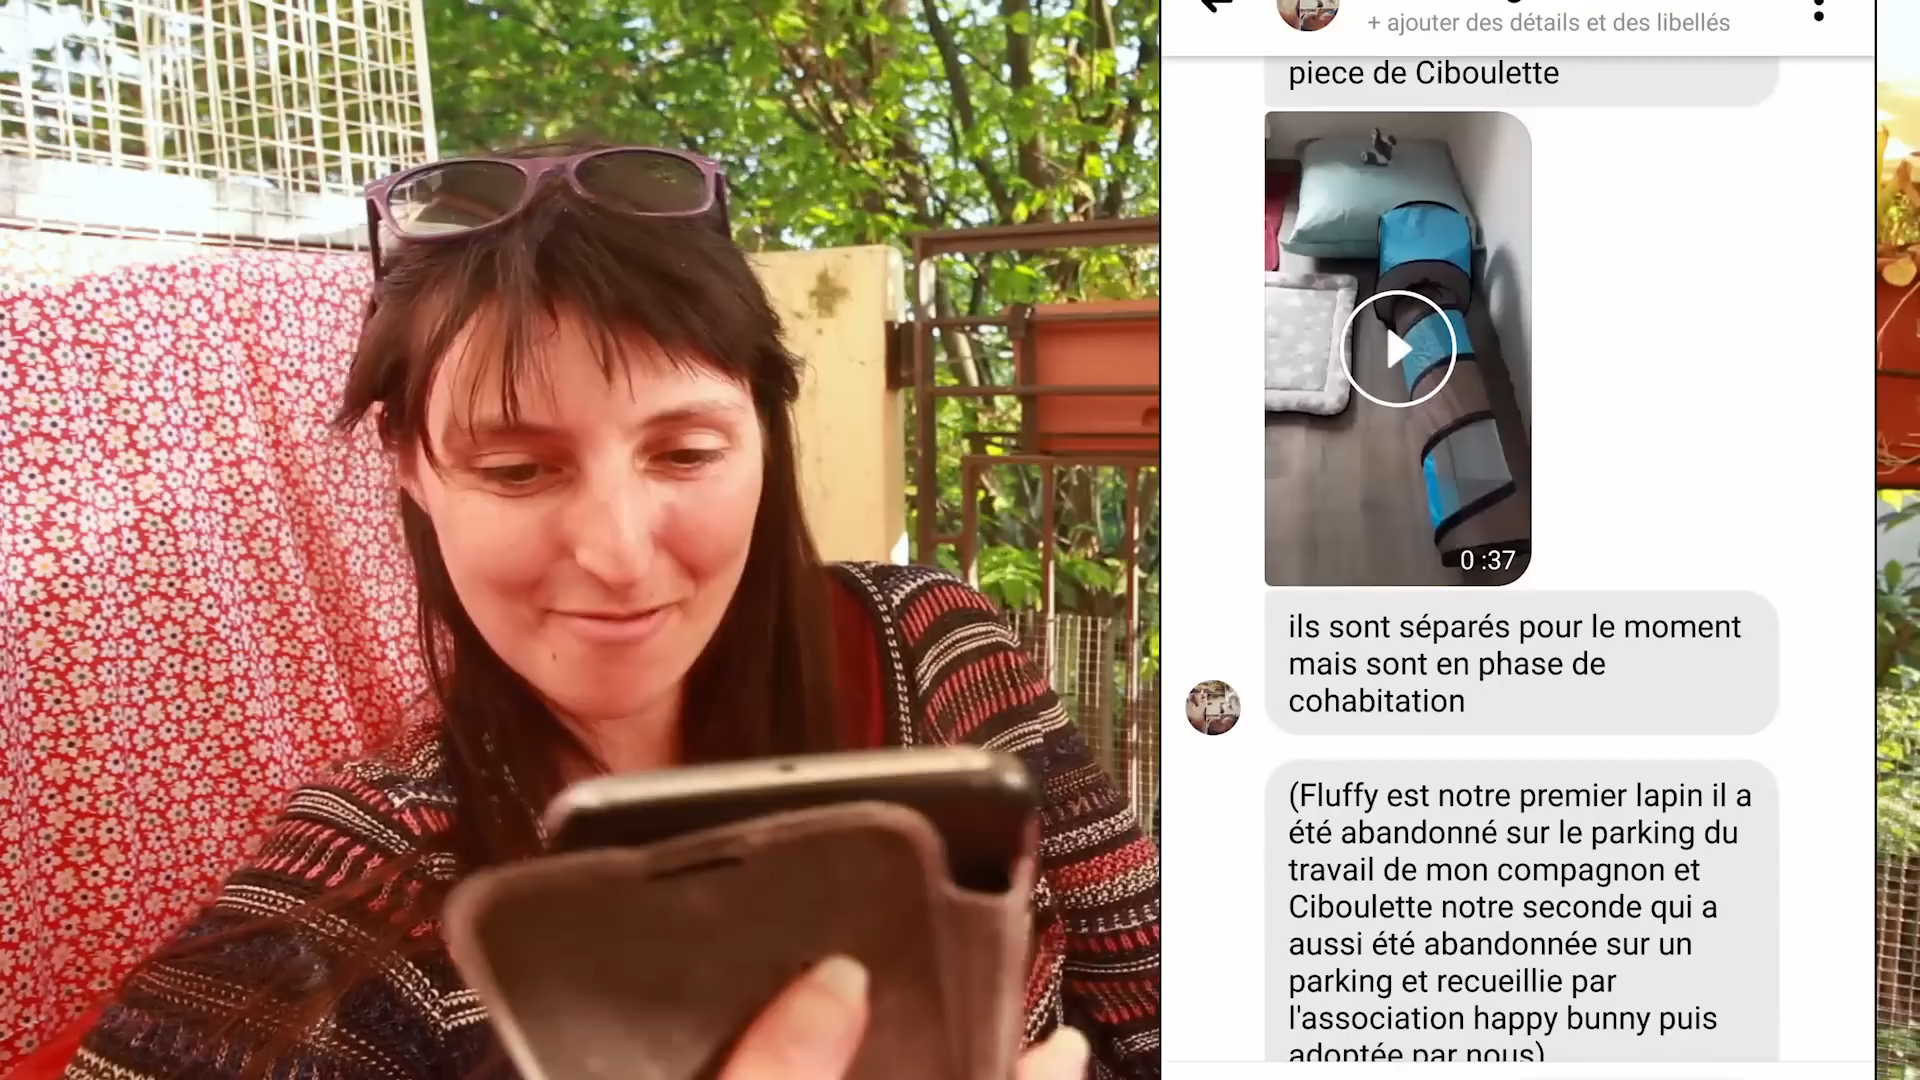 + ajouter des détails et des libellés
piece de Ciboulette
0 :37
ils sont séparés pour le moment
mais sont en phase de
cohabitation
(Fluffy est notre premier lapin il a
été abandonné sur le parking du
travail de mon compagnon et
Ciboulette notre seconde qui a
aussi été abandonnée sur un
parking et recueillie par
l'association happy bunny puis
adoptée par nous)